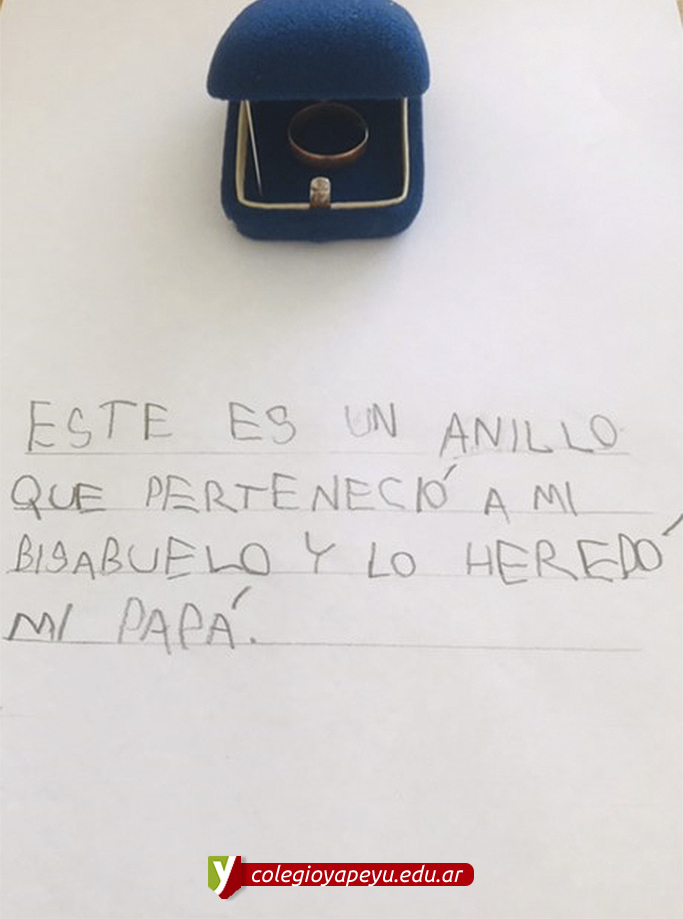 ESTE ES UN ANILLO
QUE PERTENECIÓ A MI
BISABUELO Y LO HEREDÓ
MI PAPÁ.
y colegioyapeyu.edu.ar